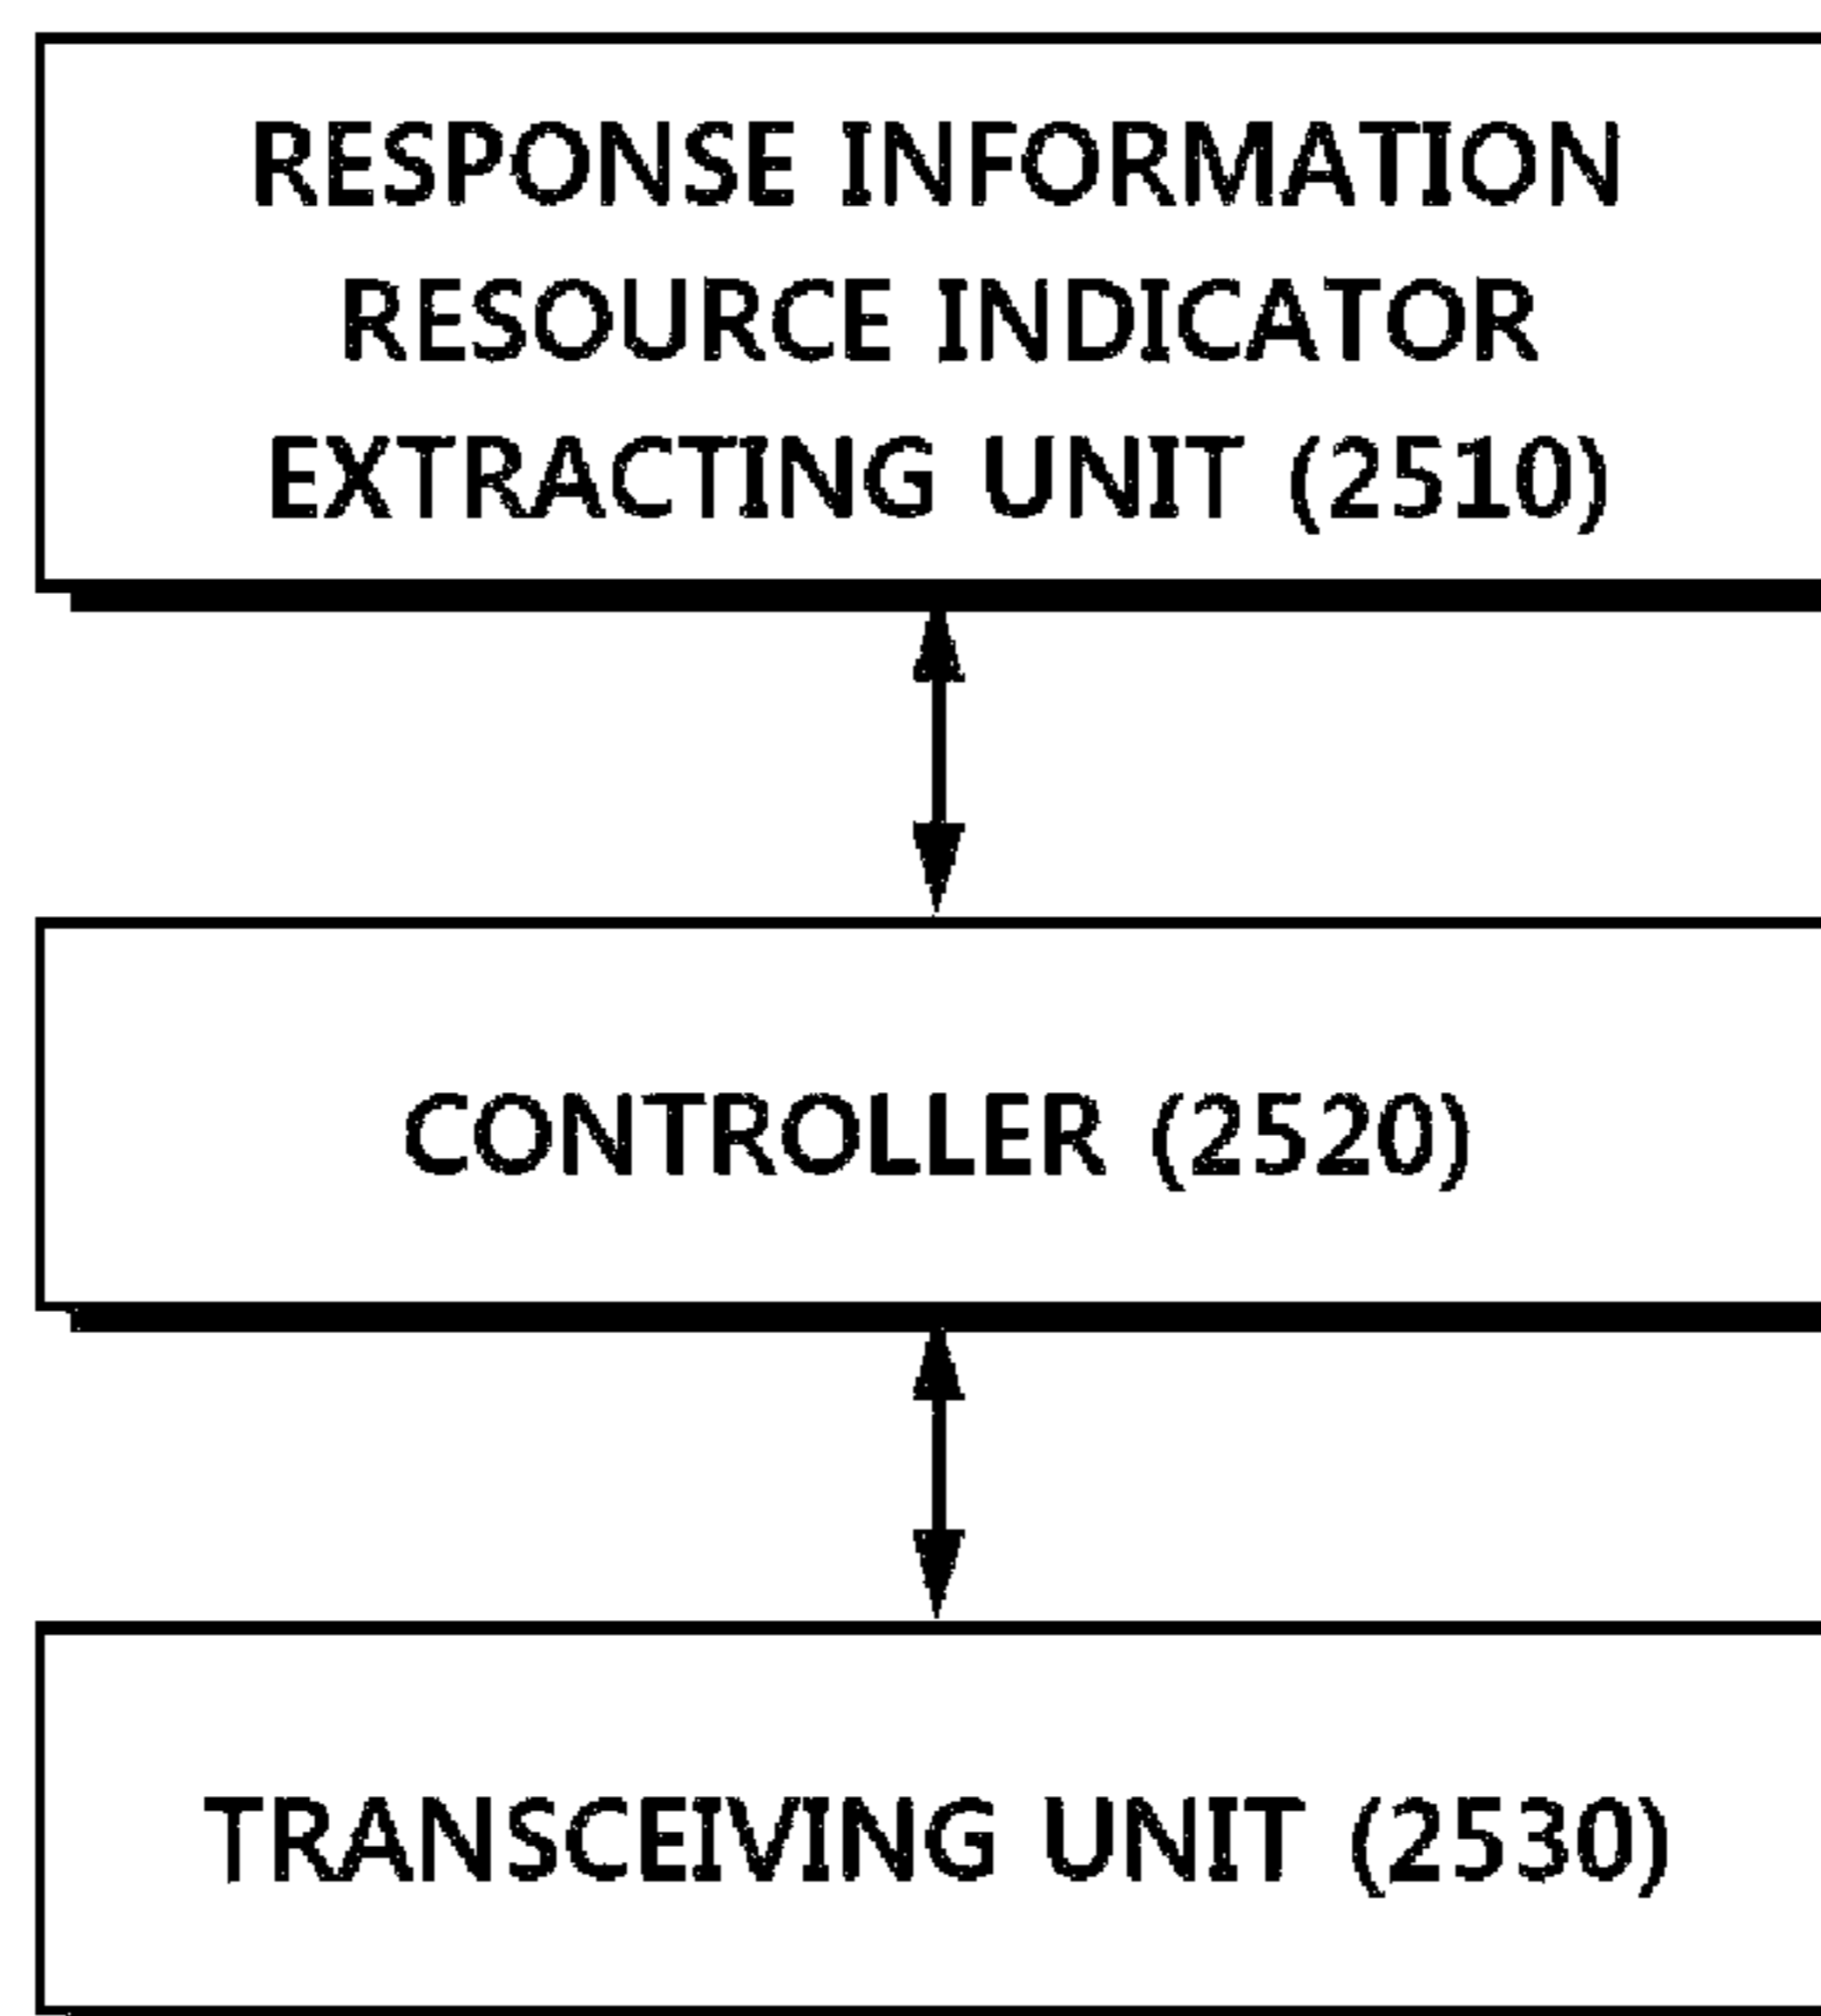 RESPONSE INFORMATION
RESOURCE INDICATOR
EXTRACTING UNIT (2510)
CONTROLLER (2520)
TRANSCEIVING UNIT (2530)